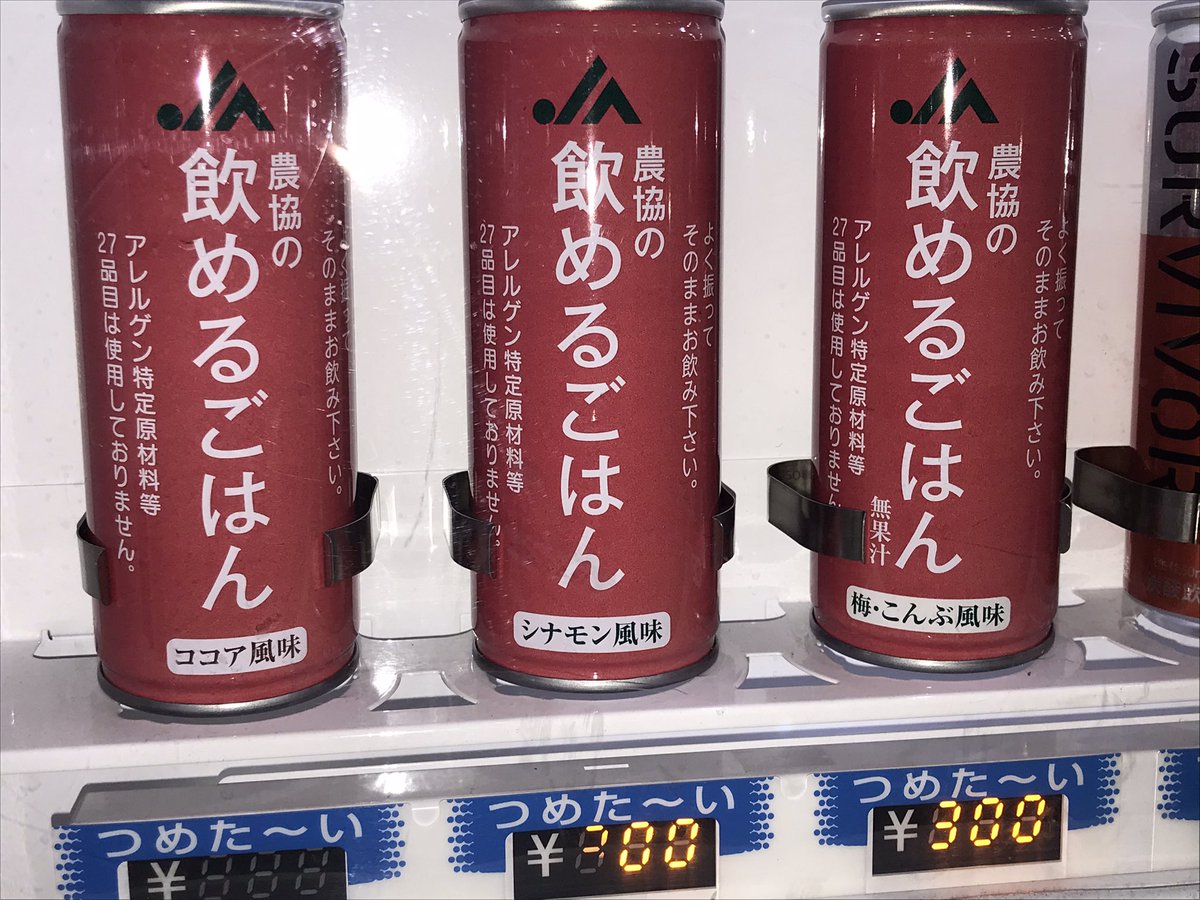 JA
農協の
飲めるごはん
そのままお飲み下さい。
アレルゲン特定原材料等
27品目は使用しておりません。
ココア風味
JA
よく振って
そのままお飲み下さい。
農協の
飲めるごはん
アレルゲン特定原材料等
27品目は使用しておりません。
シナモン風味
JA
よく振って
そのままお飲み下さい。
農協の
飲めるごはん
無果汁
アレルゲン特定原材料等
27品目は使用しておりません
梅・こんぶ風味
SURVIVOR
つめた〜い
¥
つめた〜い
¥ 00
つめた〜い
¥300